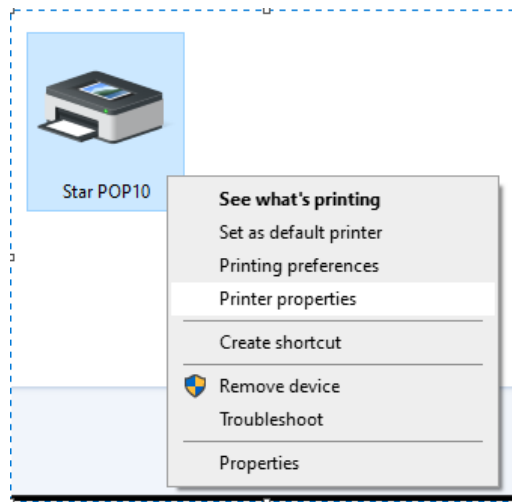 Star POP10
See what's printing
Set as default printer
Printing preferences
Printer properties
Create shortcut
Remove device
Troubleshoot
Properties